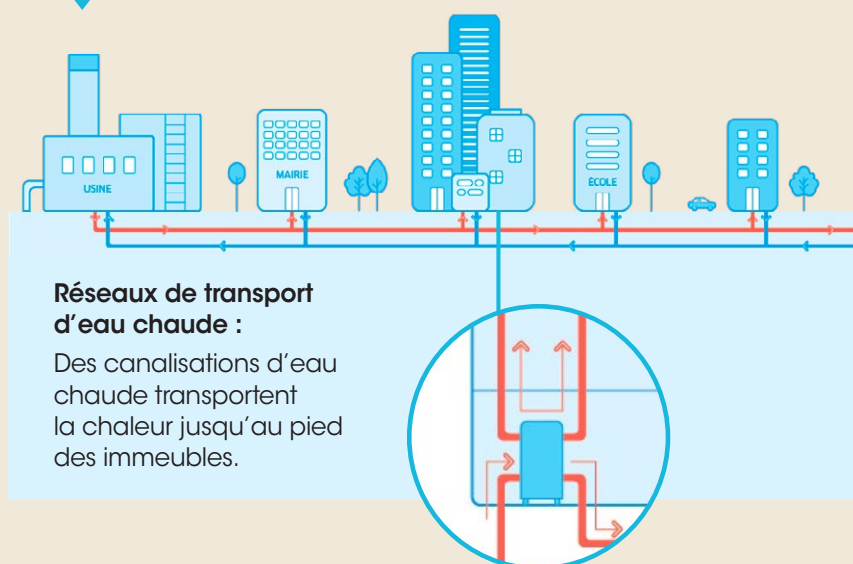 USINE
MAIRIE
ÉCOLE
Réseaux de transport
d’eau chaude :
Des canalisations d’eau
chaude transportent
la chaleur jusqu’au pied
des immeubles.